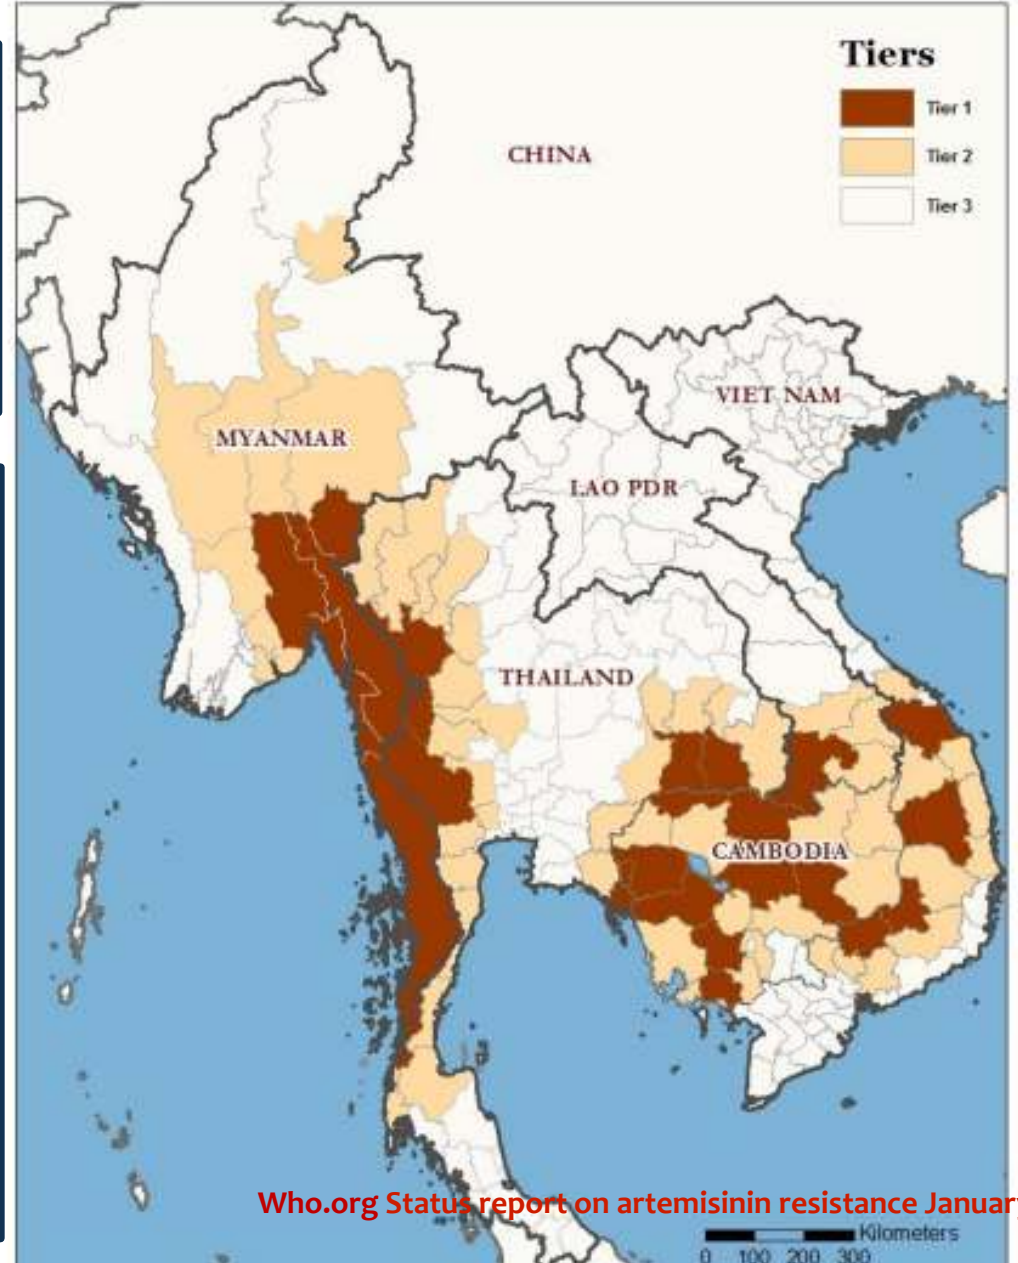 Tiers
Tier 1
Tier 2
Tier 3
CHINA
VIET NAM
MYANMAR
LAO PDR
THAILAND
CAMBODIA
Who.org Status report on artemisinin resistance
Kilometers
0 100 200 300